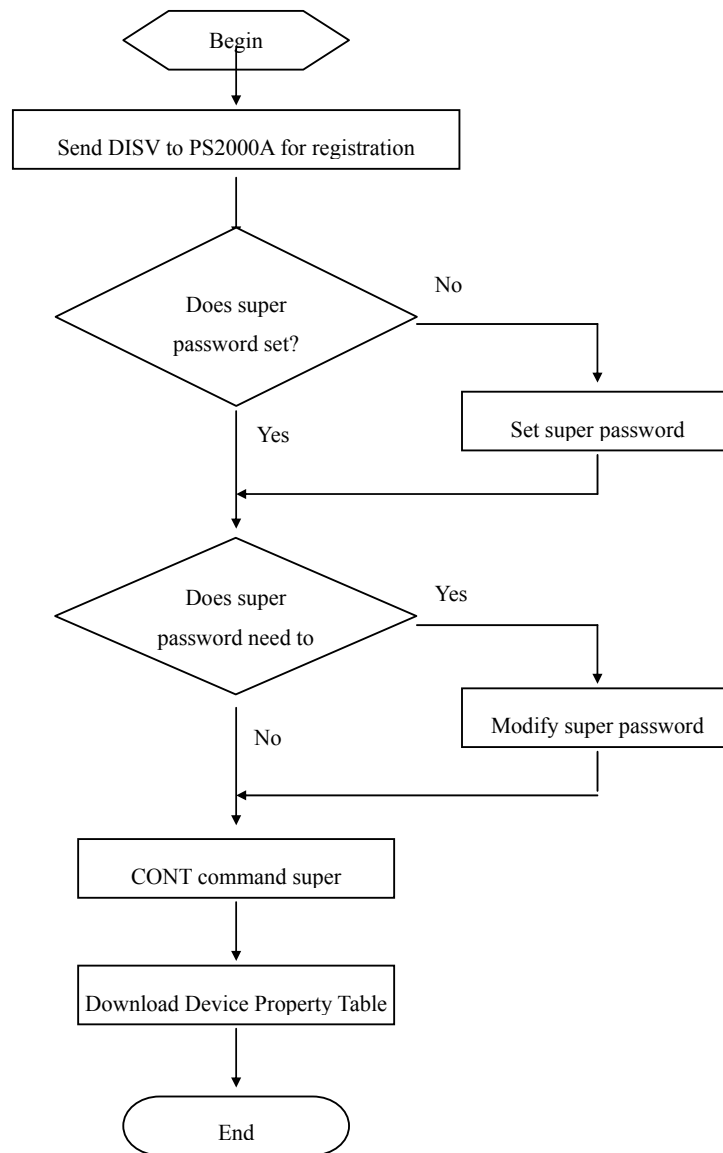 Begin
Send DISV to PS2000A for registration
Does super
password set?
No
Yes
Set super password
Does super
password need to
Yes
No
Modify super password
CONT command super
Download Device Property Table
End